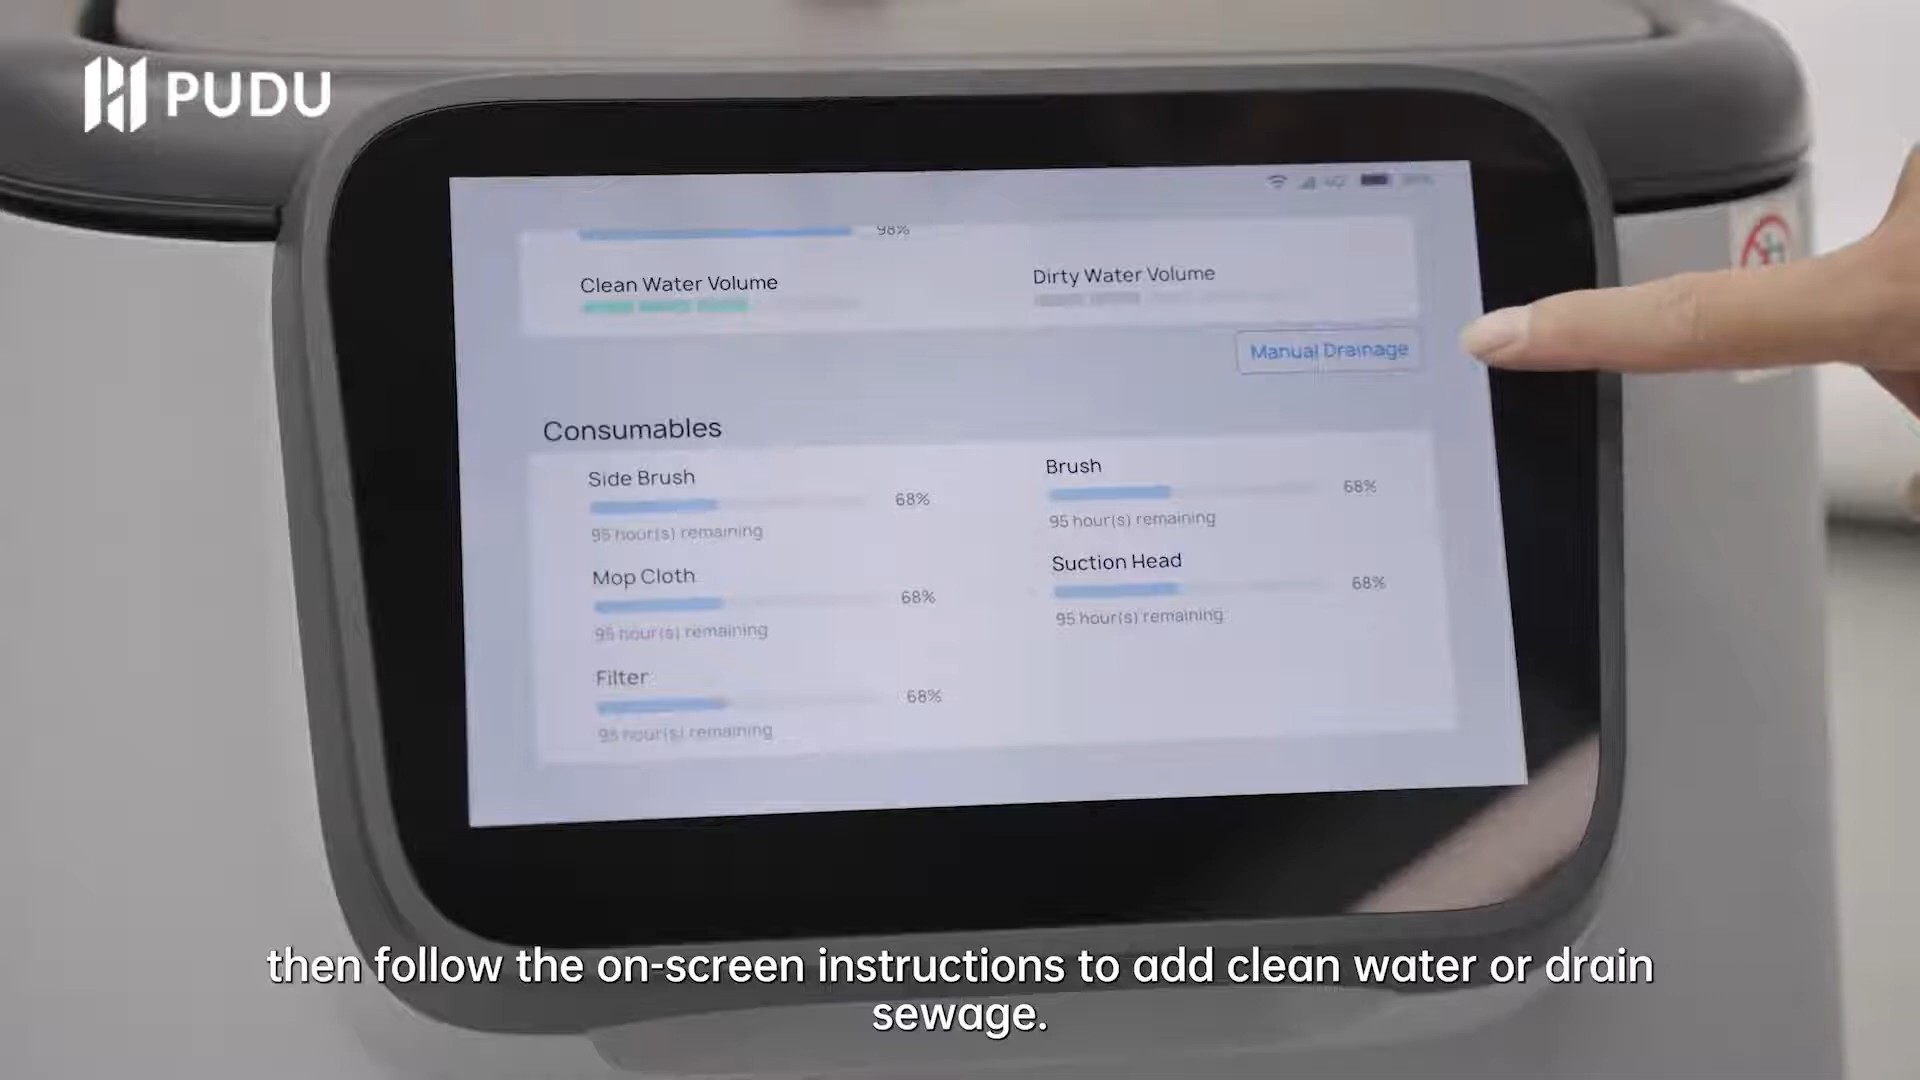 PUDU
98%
Clean Water Volume
Dirty Water Volume
Manual Drainage
Consumables
Side Brush
68%
95 hour(s) remaining
Brush
68%
95 hour(s) remaining
Mop Cloth
68%
95 hour(s) remaining
Suction Head
68%
95 hour(s) remaining
Filter
68%
95 hour(s) remaining
then follow the on-screen instructions to add clean water or drain
sewage.